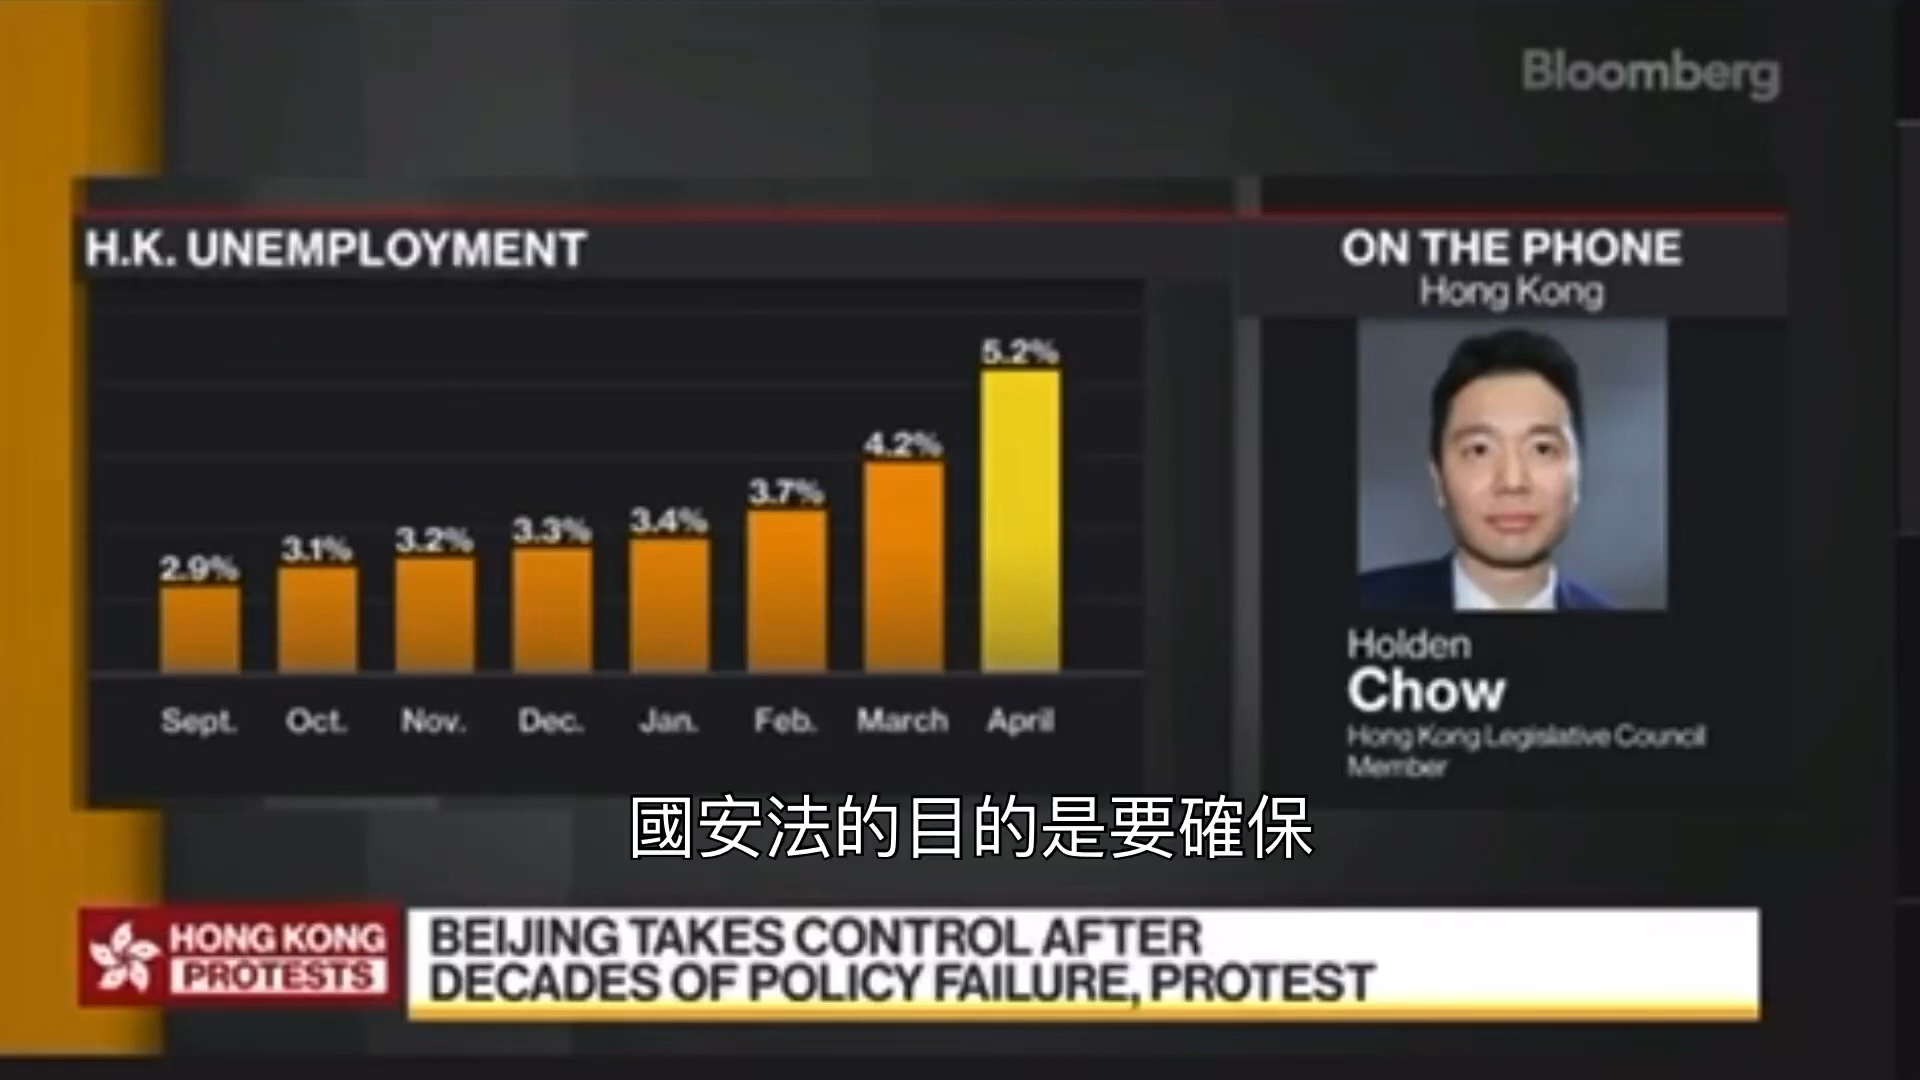 Bloomberg
H.K. UNEMPLOYMENT
2.9%
3.1%
3.2%
3.3%
3.4%
3.7%
4.2%
5.2%
Sept.
Oct.
Nov.
Dec.
Jan.
Feb.
March
April
ON THE PHONE
Hong Kong
Holden
Chow
Hong Kong Legislative Council
Member
國安法的目的是要確保
HONG KONG
PROTESTS
BEIJING TAKES CONTROL AFTER
DECADES OF POLICY FAILURE, PROTEST